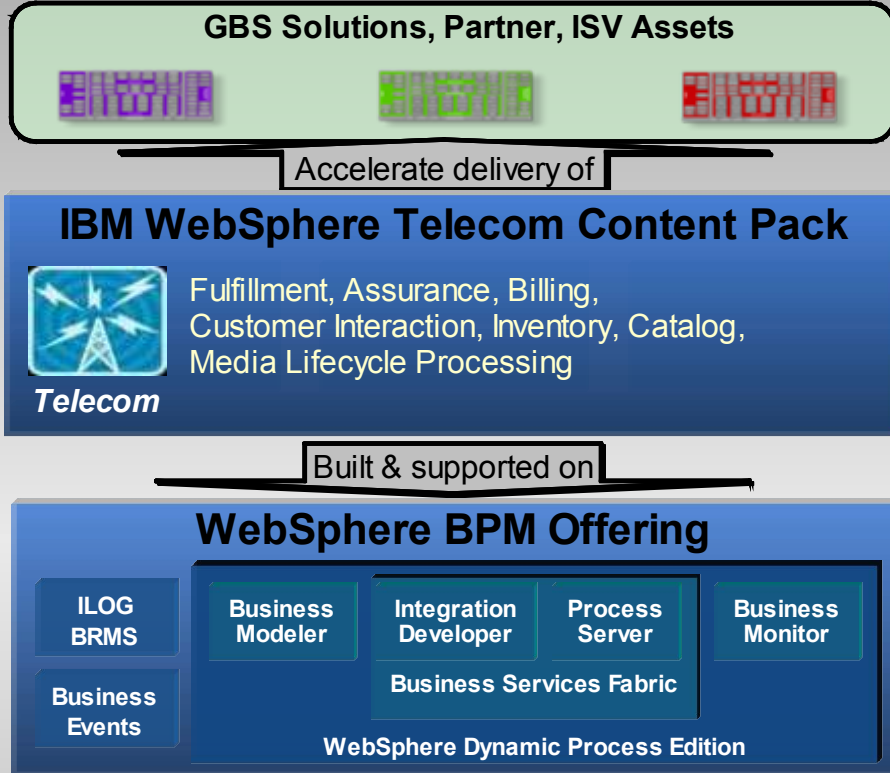 GBS Solutions, Partner, ISV Assets
Accelerate delivery of
IBM WebSphere Telecom Content Pack
Fulfillment, Assurance, Billing,
Customer Interaction, Inventory, Catalog,
Media Lifecycle Processing
Telecom
Built & supported on
WebSphere BPM Offering
ILOG
BRMS
Business
Events
Business
Modeler
Integration
Developer
Process
Server
Business Services Fabric
Business
Monitor
WebSphere Dynamic Process Edition